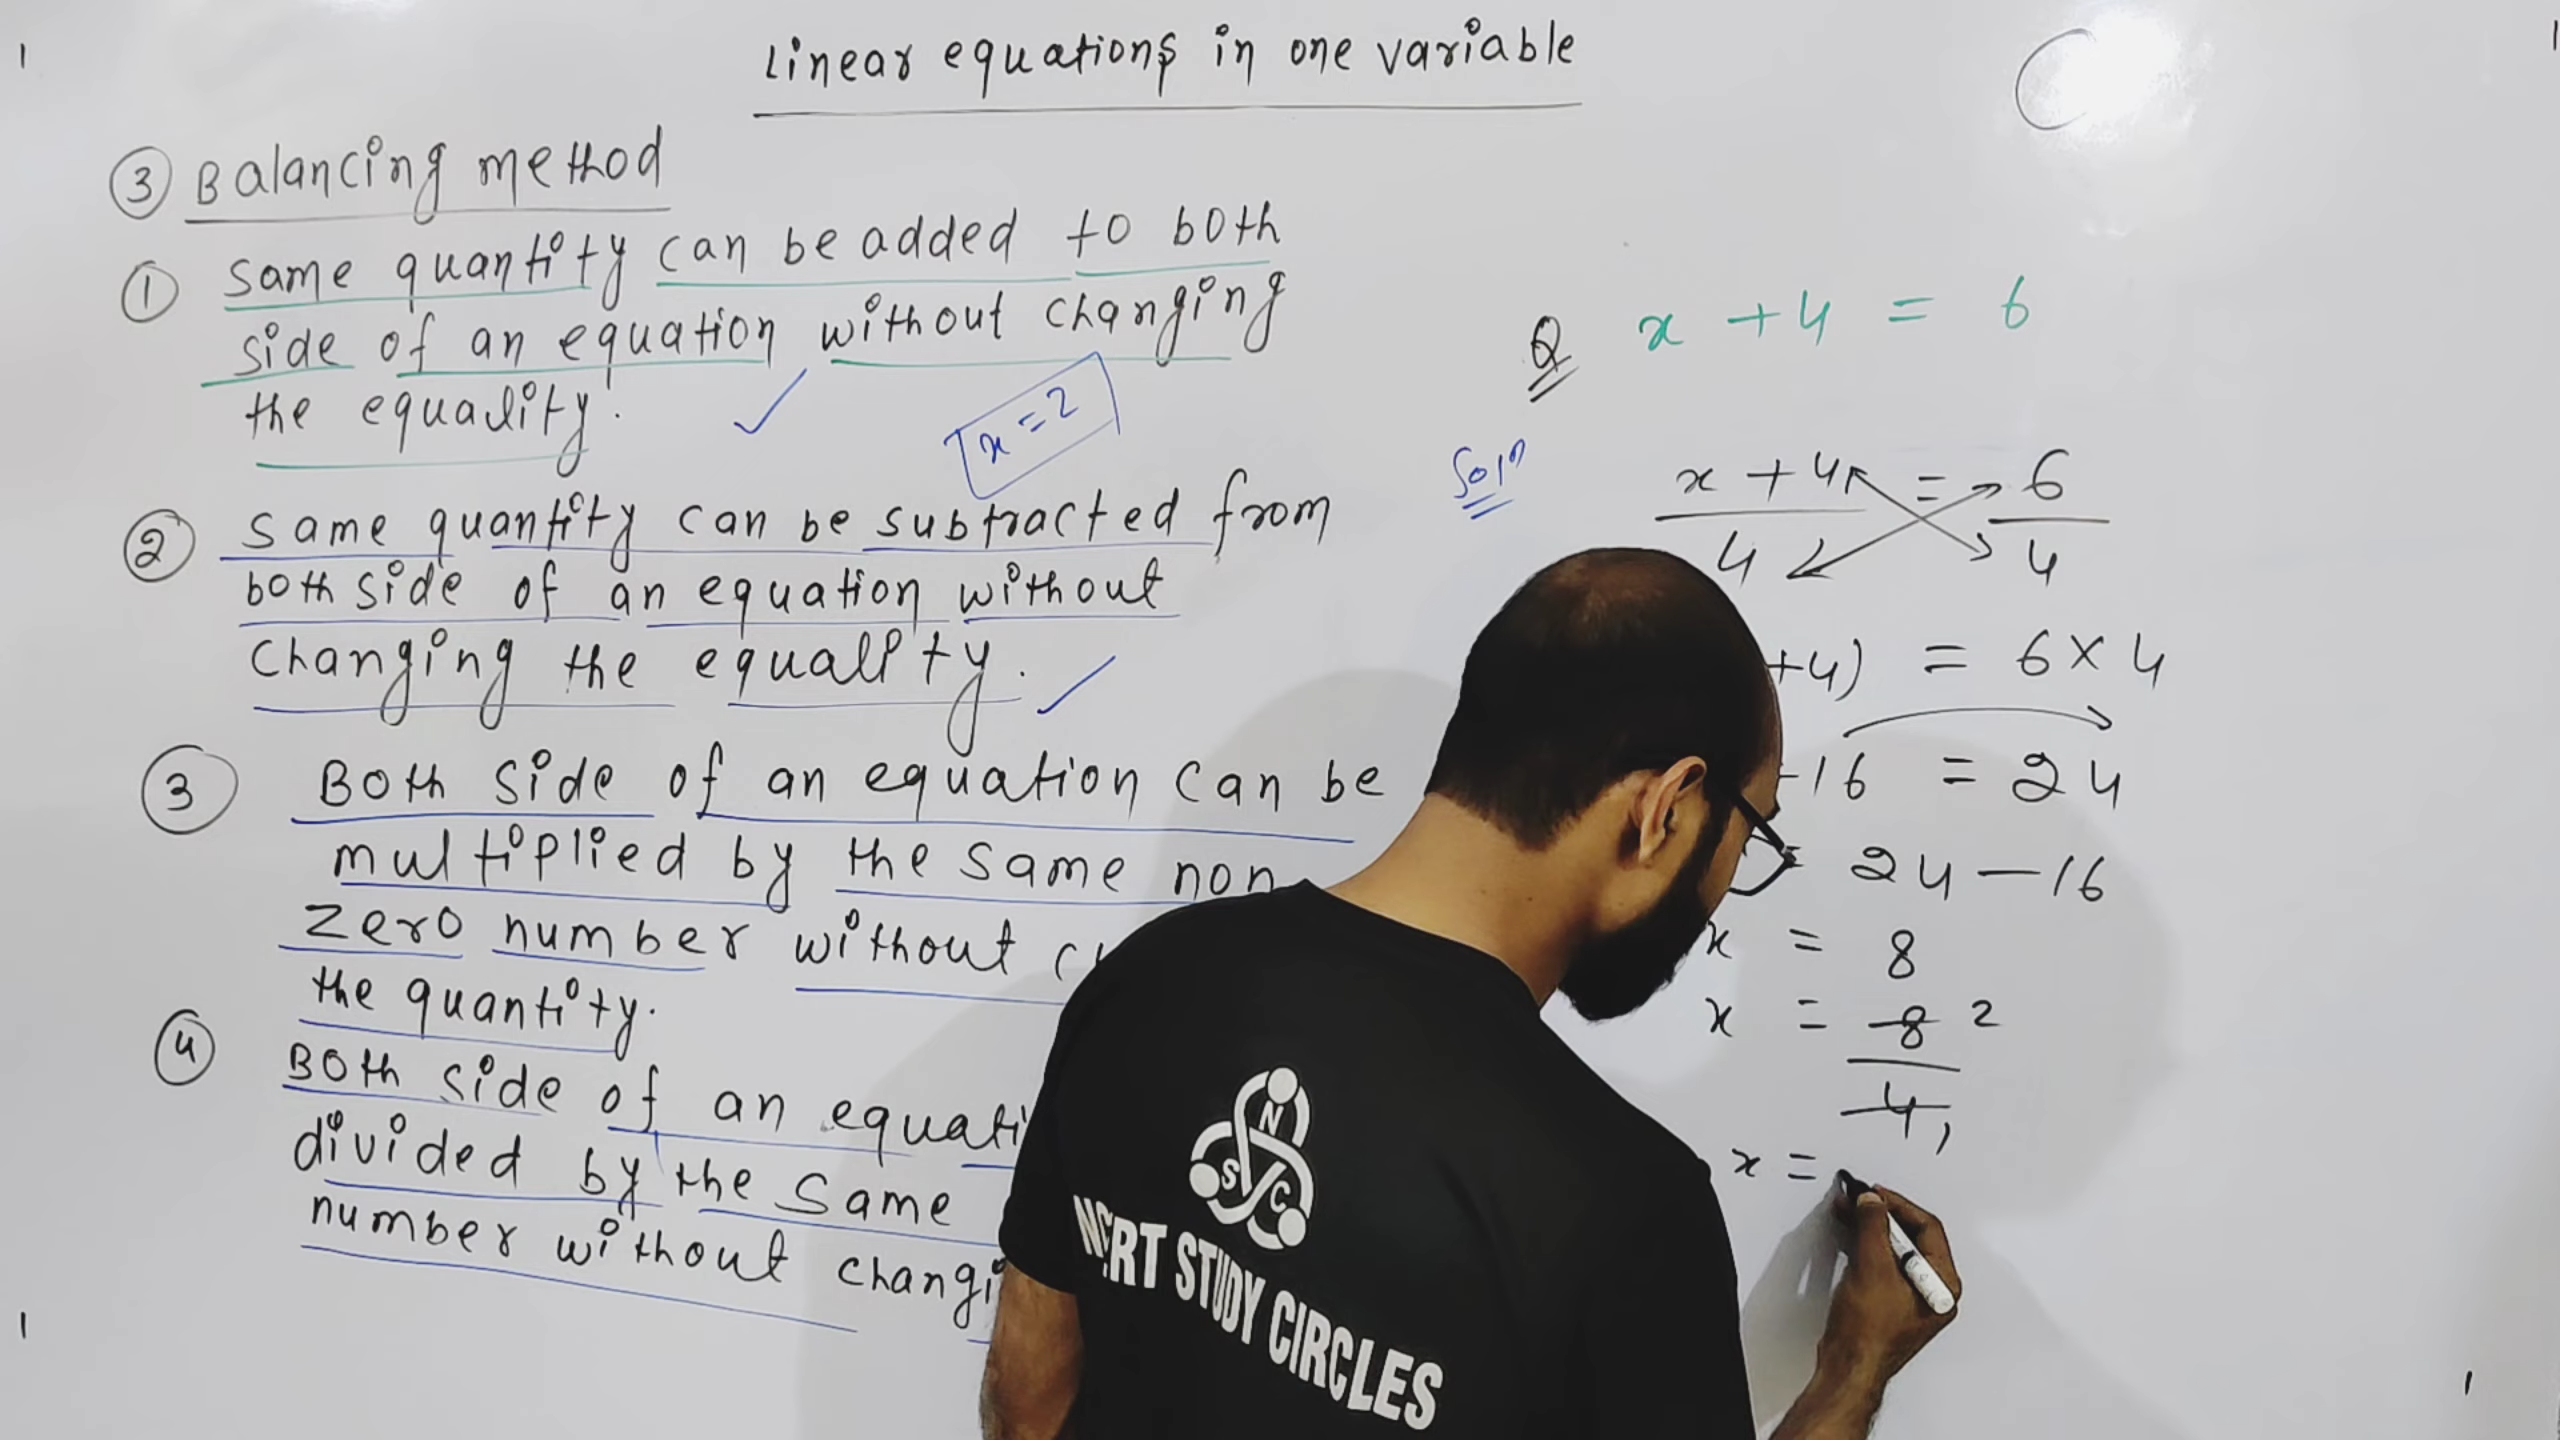 Linear equations in one variable
③ Balancing method
① Same quantity can be added to both
side of an equation without changing
the equality.
x = 2
② Same quantity can be subtracted from
both side of an equation without
changing the equality.
③ Both side of an equation can be
multiplied by the same non
zero number without
the quantity.
④ Both side of an
divided by the same
number without
Q x + 4 = 6
Soln
x + 4 = 6
4 4
+4) = 6 × 4
16 = 24
= 24 - 16
x = 8
x = 8 2
4 1
x =
N
S C
NCRT STUDY CIRCLES